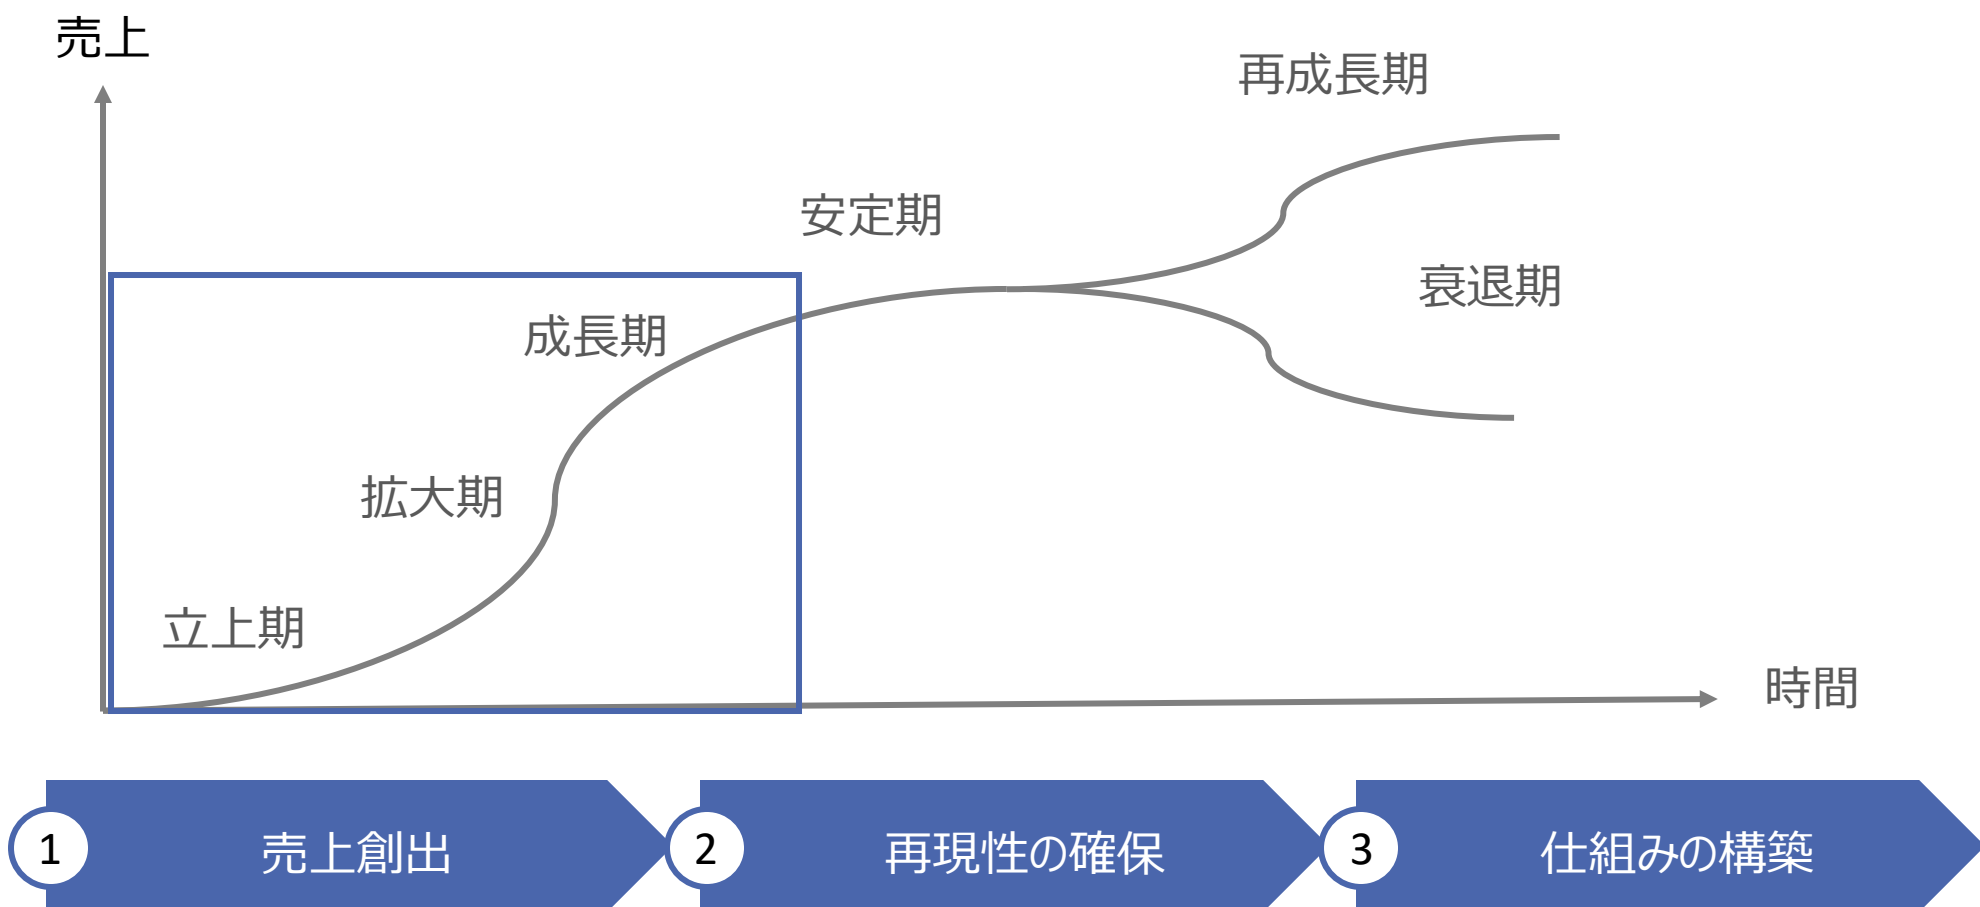 売上
再成長期
安定期
衰退期
成長期
拡大期
立上期
時間
1 売上創出
2 再現性の確保
3 仕組みの構築